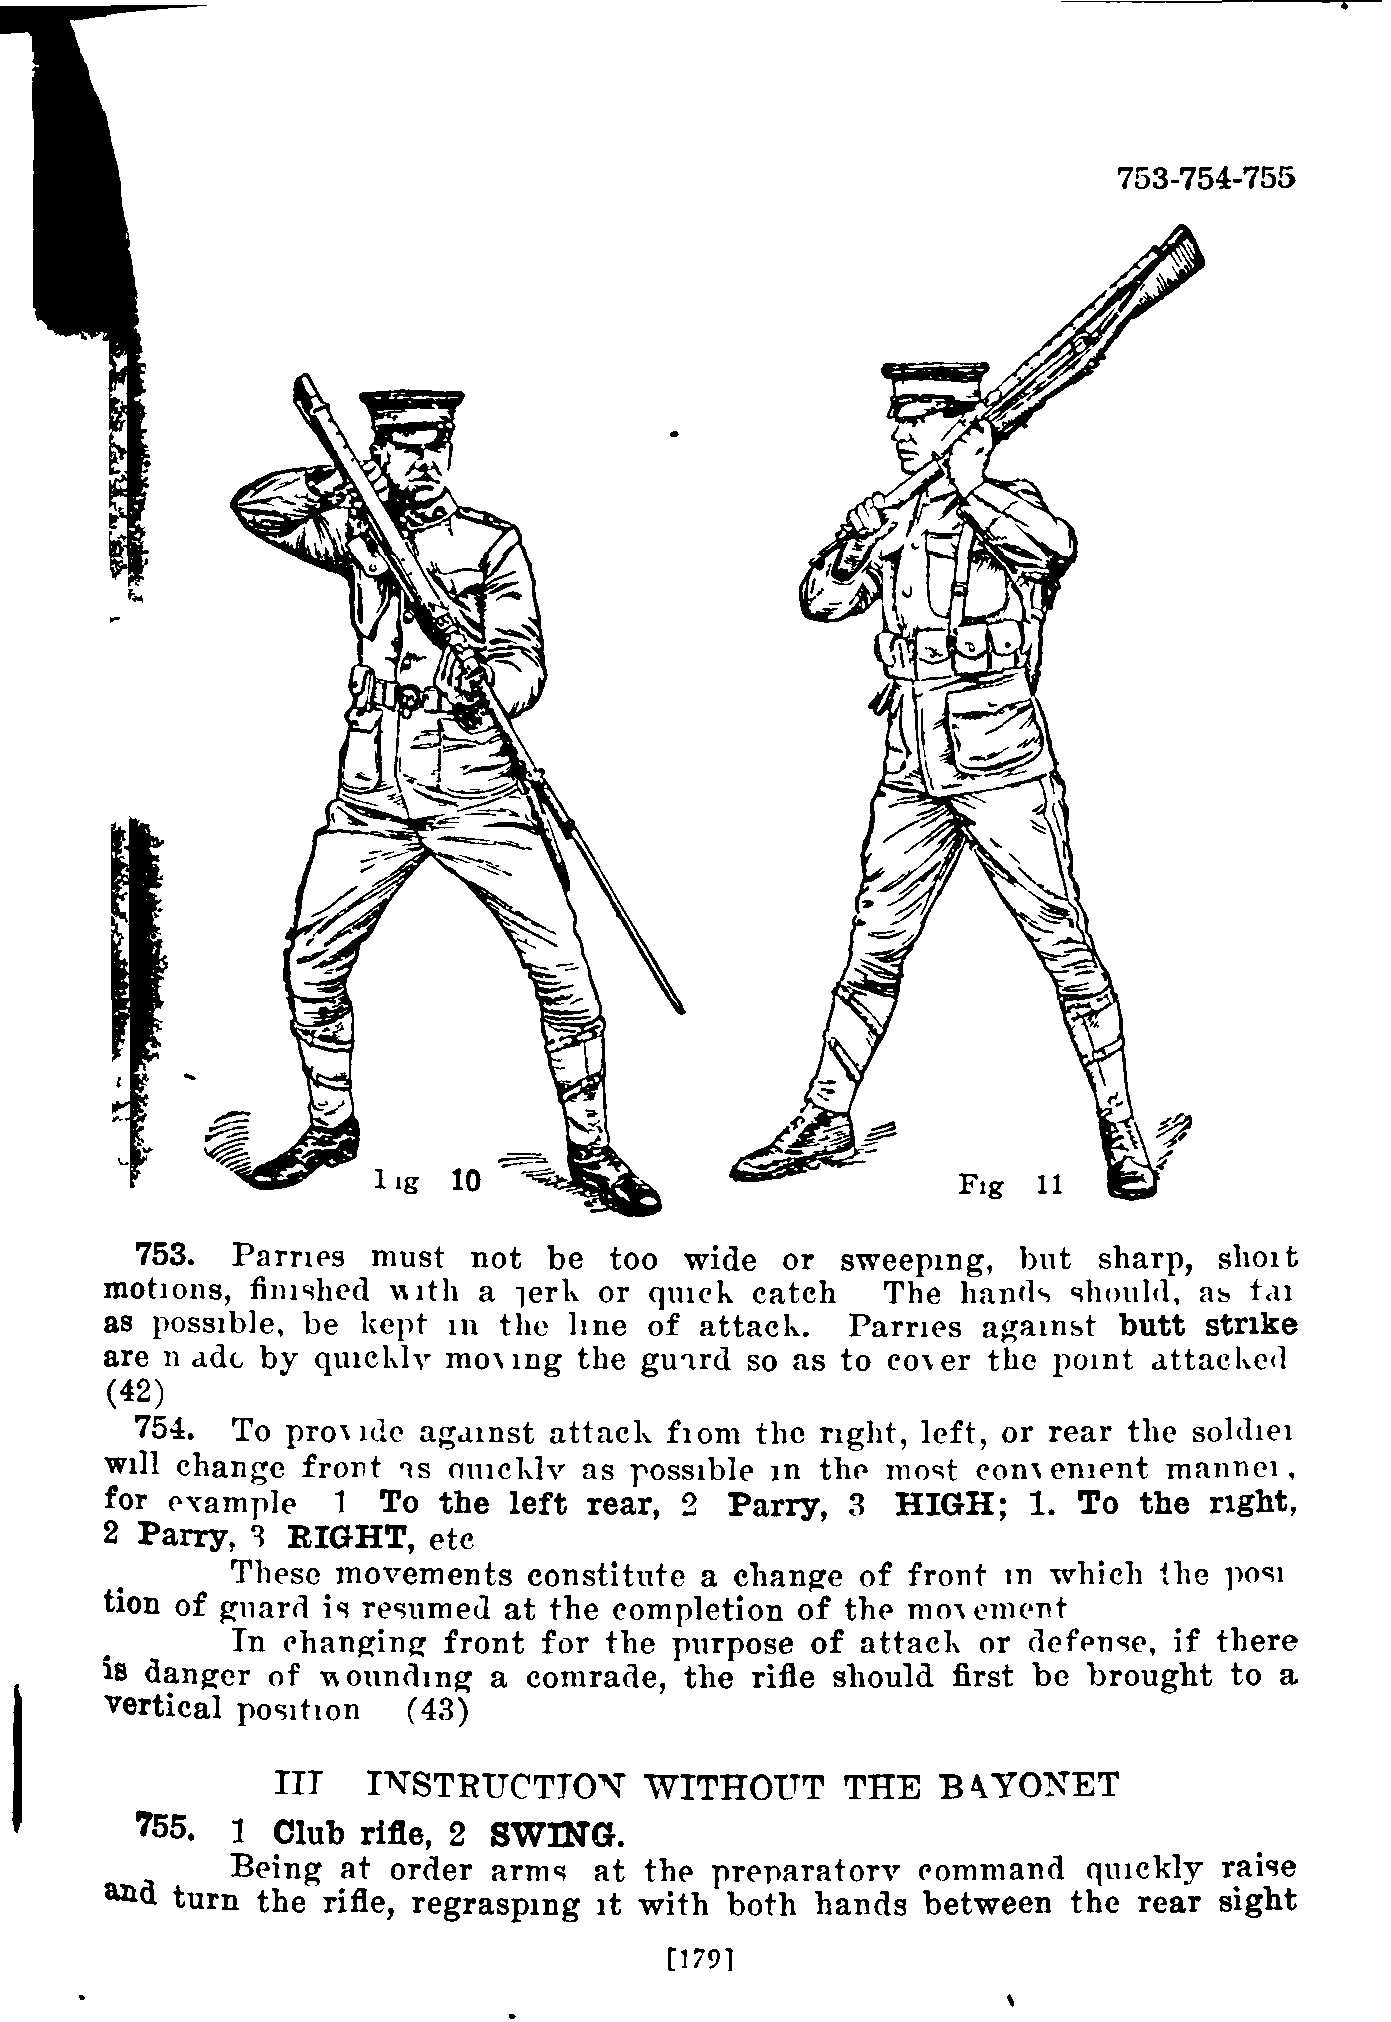 753-754-755
Fig 10
Fig 11
753. Parries must not be too wide or sweeping, but sharp, short
motions, finished with a jerk or quick catch The hands should, as far
as possible, be kept in the line of attack. Parries against butt strike
are made by quickly moving the guard so as to cover the point attacked
(42)
754. To provide against attack from the right, left, or rear the soldier
will change front as quickly as possible in the most convenient manner,
for example 1 To the left rear, 2 Parry, 3 HIGH; 1. To the right,
2 Parry, 3 RIGHT, etc
These movements constitute a change of front in which the posi
tion of guard is resumed at the completion of the movement
In changing front for the purpose of attack or defense, if there
is danger of wounding a comrade, the rifle should first be brought to a
vertical position (43)
III INSTRUCTION WITHOUT THE BAYONET
755. 1 Club rifle, 2 SWING.
Being at order arms at the preparatory command quickly raise
and turn the rifle, regrasping it with both hands between the rear sight
[179]